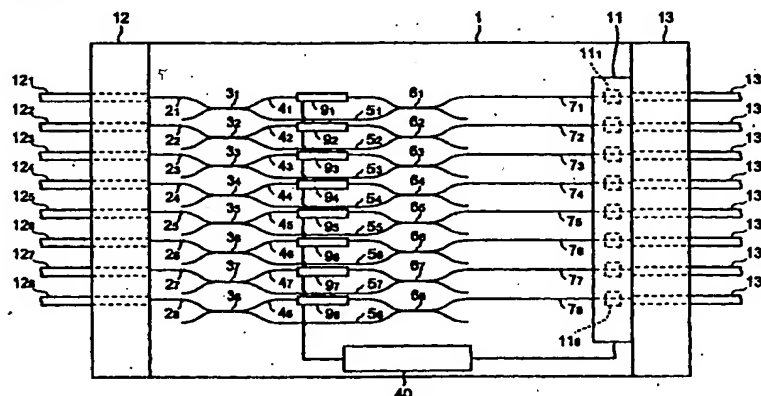 12 1 11 13
11₁
12₁ 2₁ 3₁ 4₁ 9₁ 5₁ 6₁ 7₁ 13
12₂ 2₂ 3₂ 4₂ 9₂ 5₂ 6₂ 7₂ 13
12₃ 2₃ 3₃ 4₃ 9₃ 5₃ 6₃ 7₃ 13
12₄ 2₄ 3₄ 4₄ 9₄ 5₄ 6₄ 7₄ 13
12₅ 2₅ 3₅ 4₅ 9₅ 5₅ 6₅ 7₅ 13
12₆ 2₆ 3₆ 4₆ 9₆ 5₆ 6₆ 7₆ 13
12₇ 2₇ 3₇ 4₇ 9₇ 5₇ 6₇ 7₇ 13
12₈ 2₈ 3₈ 4₈ 9₈ 5₈ 6₈ 7₈ 13
11₈
40